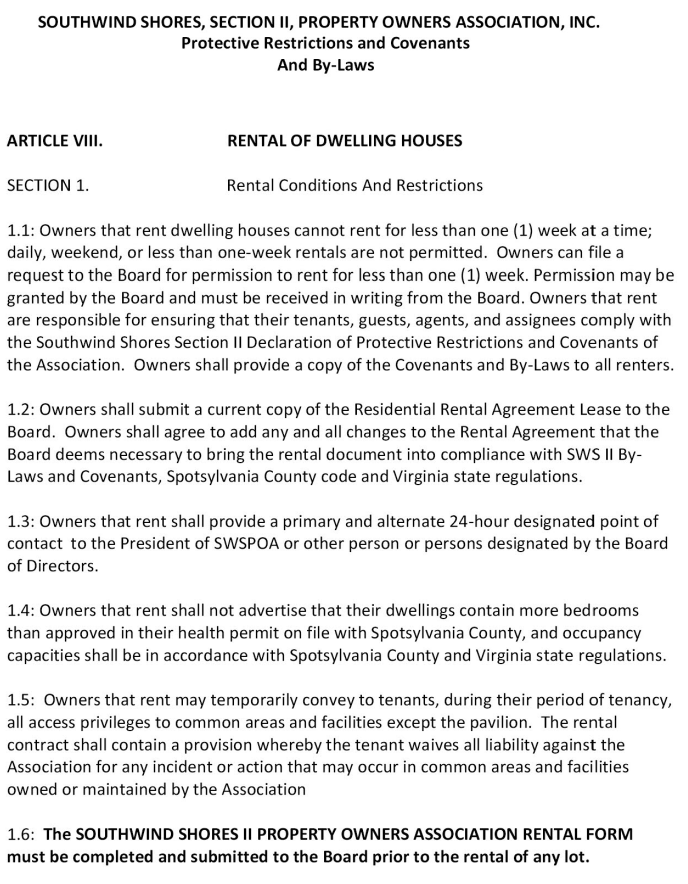 SOUTHWIND SHORES, SECTION II, PROPERTY OWNERS ASSOCIATION, INC.
Protective Restrictions and Covenants
And By-Laws
ARTICLE VIII. RENTAL OF DWELLING HOUSES
SECTION 1. Rental Conditions And Restrictions
1.1: Owners that rent dwelling houses cannot rent for less than one (1) week at a time;
daily, weekend, or less than one-week rentals are not permitted.  Owners can file a
request to the Board for permission to rent for less than one (1) week. Permission may be
granted by the Board and must be received in writing from the Board. Owners that rent
are responsible for ensuring that their tenants, guests, agents, and assignees comply with
the Southwind Shores Section II Declaration of Protective Restrictions and Covenants of
the Association.  Owners shall provide a copy of the Covenants and By-Laws to all renters.
1.2: Owners shall submit a current copy of the Residential Rental Agreement Lease to the
Board.  Owners shall agree to add any and all changes to the Rental Agreement that the
Board deems necessary to bring the rental document into compliance with SWS II By-
Laws and Covenants, Spotsylvania County code and Virginia state regulations.
1.3: Owners that rent shall provide a primary and alternate 24-hour designated point of
contact  to the President of SWSPOA or other person or persons designated by the Board
of Directors.
1.4: Owners that rent shall not advertise that their dwellings contain more bedrooms
than approved in their health permit on file with Spotsylvania County, and occupancy
capacities shall be in accordance with Spotsylvania County and Virginia state regulations.
1.5:  Owners that rent may temporarily convey to tenants, during their period of tenancy,
all access privileges to common areas and facilities except the pavilion.  The rental
contract shall contain a provision whereby the tenant waives all liability against the
Association for any incident or action that may occur in common areas and facilities
owned or maintained by the Association
1.6:  The SOUTHWIND SHORES II PROPERTY OWNERS ASSOCIATION RENTAL FORM
must be completed and submitted to the Board prior to the rental of any lot.